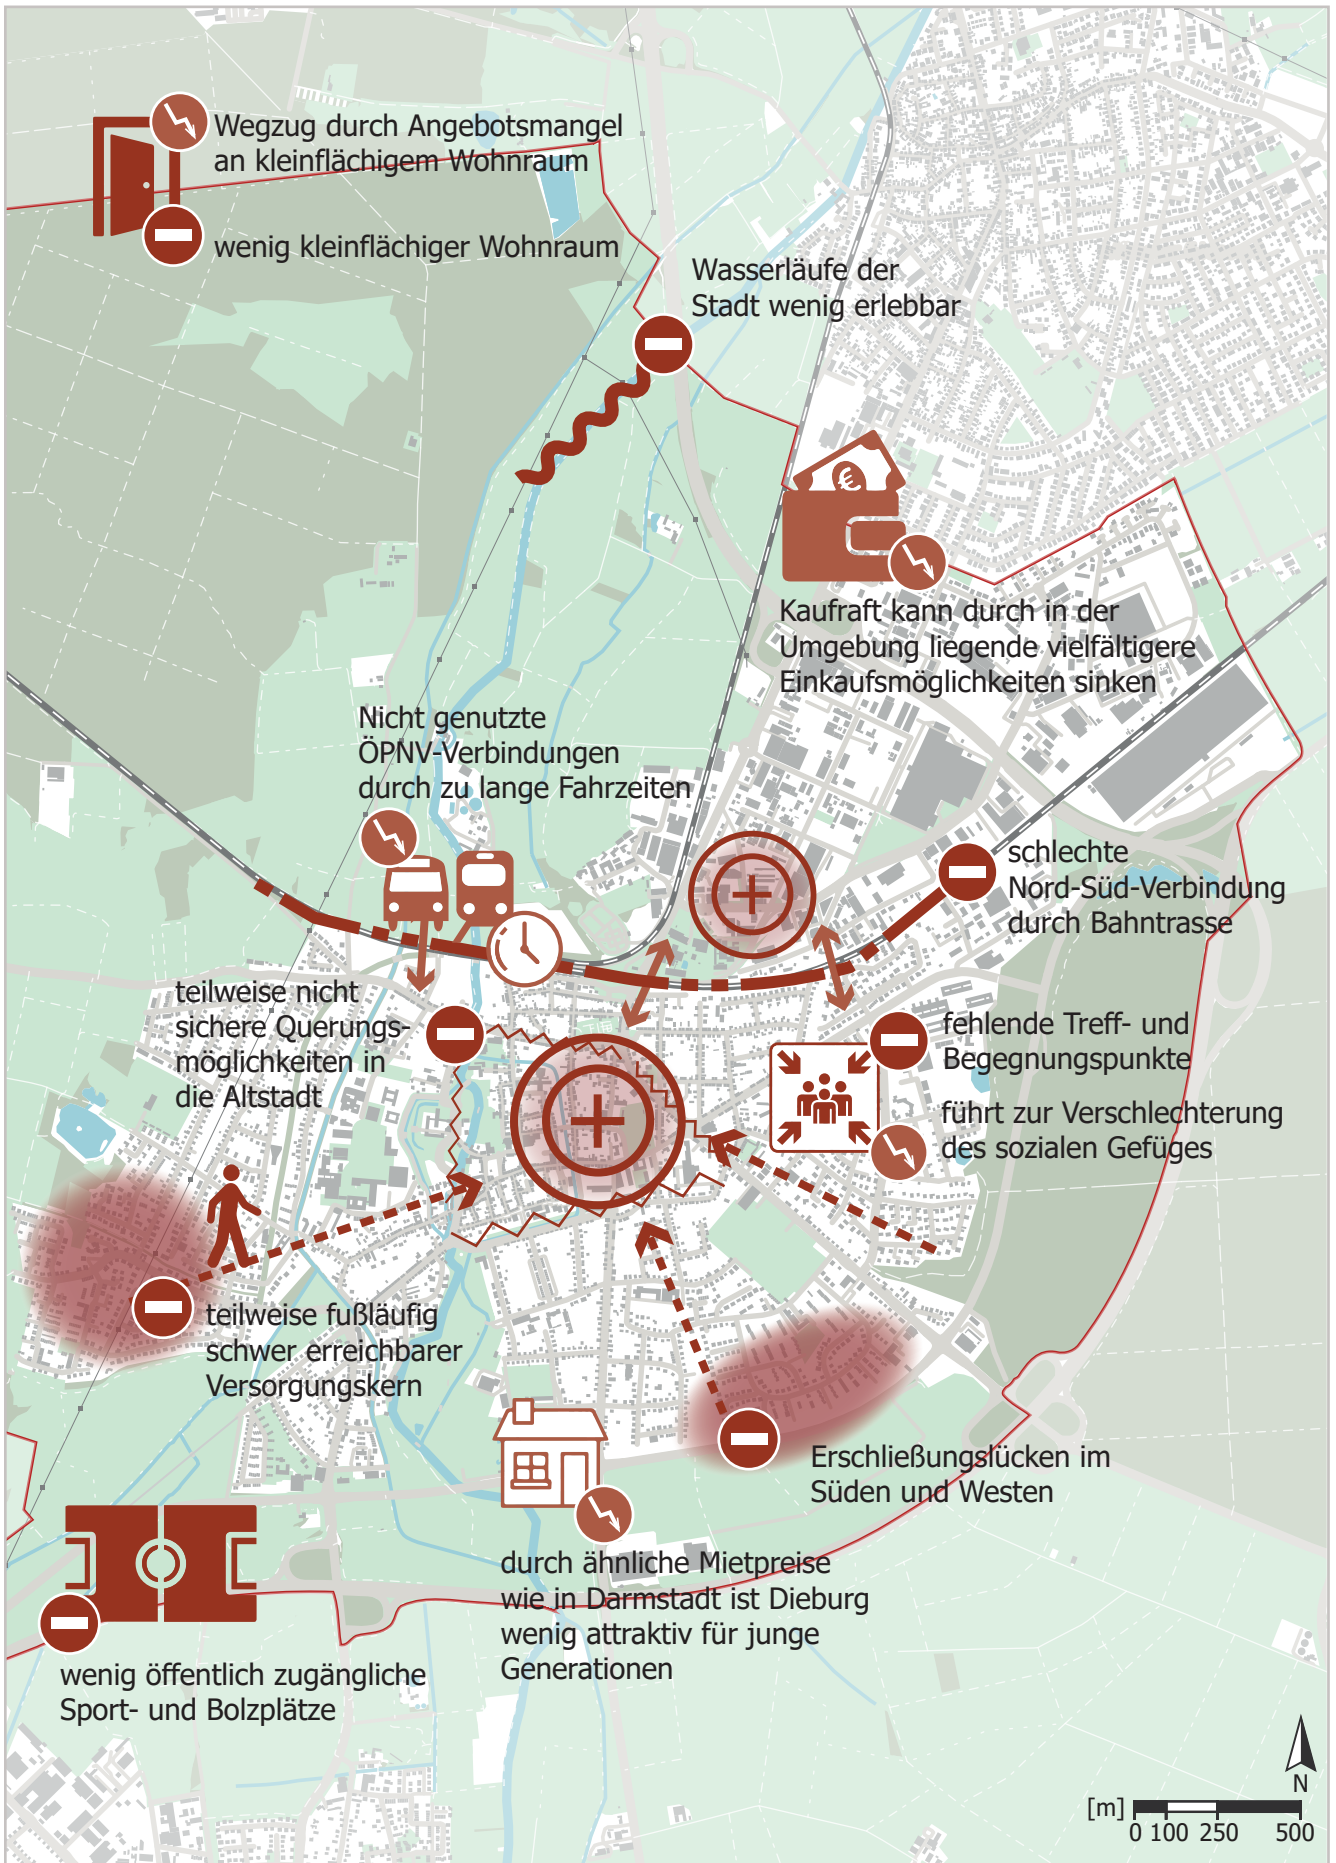 Wegzug durch Angebotsmangel
an kleinflächigem Wohnraum
wenig kleinflächiger Wohnraum
Wasserläufe der
Stadt wenig erlebbar
€
Kaufraft kann durch in der
Umgebung liegende vielfältigere
Einkaufsmöglichkeiten sinken
Nicht genutzte
ÖPNV-Verbindungen
durch zu lange Fahrzeiten
schlechte
Nord-Süd-Verbindung
durch Bahntrasse
teilweise nicht
sichere Querungs-
möglichkeiten in
die Altstadt
fehlende Treff- und
Begegnungspunkte
führt zur Verschlechterung
des sozialen Gefüges
teilweise fußläufig
schwer erreichbarer
Versorgungskern
Erschließungslücken im
Süden und Westen
durch ähnliche Mietpreise
wie in Darmstadt ist Dieburg
wenig attraktiv für junge
Generationen
wenig öffentlich zugängliche
Sport- und Bolzplätze
N
[m]
0 100 250 500